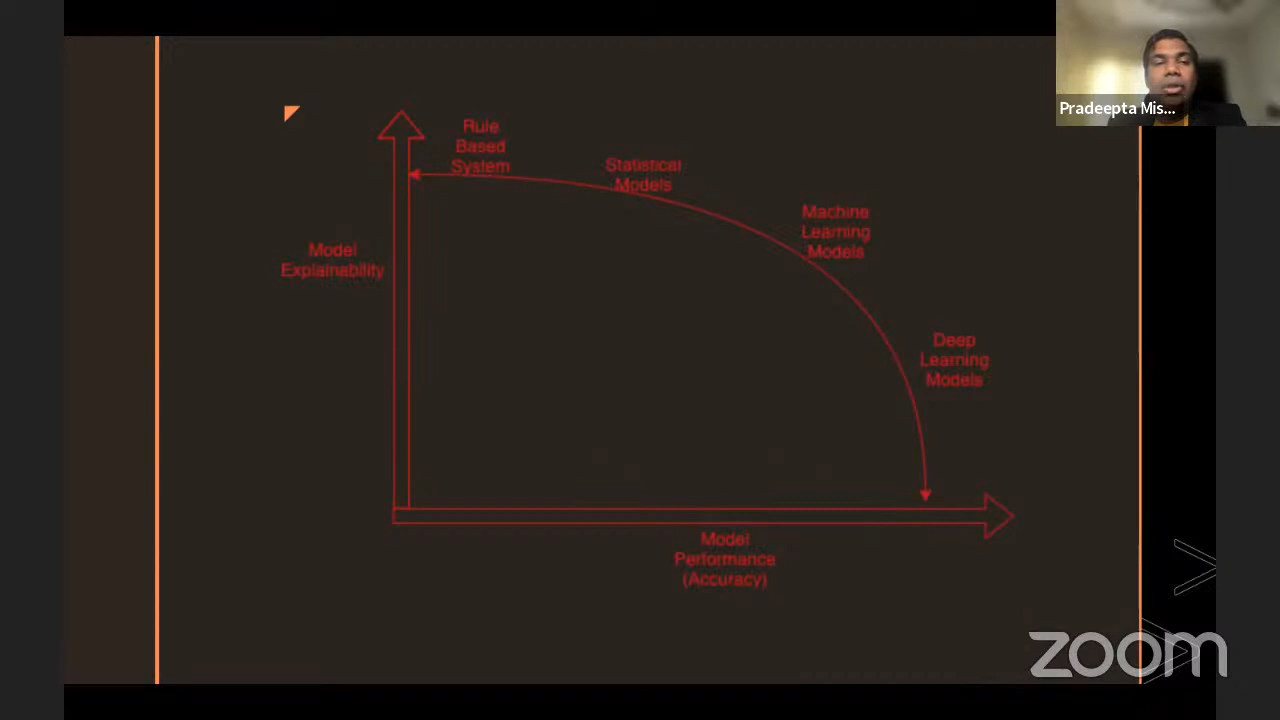 Pradeepta Mis...
Rule
Based
System
Statistical
Models
Machine
Learning
Models
Model
Explainability
Deep
Learning
Models
Model
Performance
(Accuracy)
zoom